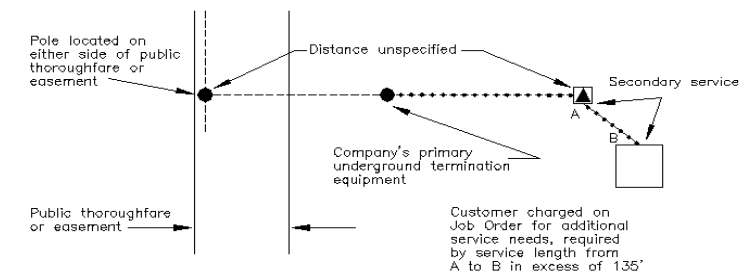 Pole located on
either side of public
thoroughfare or
easement
Distance unspecified
Secondary service
A
B
Company's primary
underground termination
equipment
Public thoroughfare
or easement
Customer charged on
Job Order for additional
service needs, required
by service length from
A to B in excess of 135'